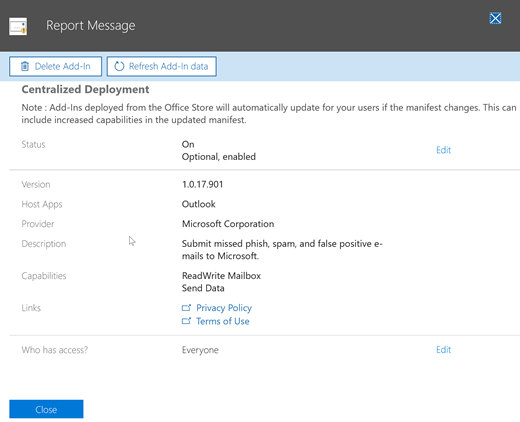 Report Message
Delete Add-In
Refresh Add-In data
Centralized Deployment
Note : Add-Ins deployed from the Office Store will automatically update for your users if the manifest changes. This can
include increased capabilities in the updated manifest.
Status
On
Edit
Optional, enabled
Version
1.0.17.901
Host Apps
Outlook
Provider
Microsoft Corporation
Description
Submit missed phish, spam, and false positive e-
mails to Microsoft.
Capabilities
ReadWrite Mailbox
Send Data
Links
Privacy Policy
Terms of Use
Who has access?
Everyone
Edit
Close